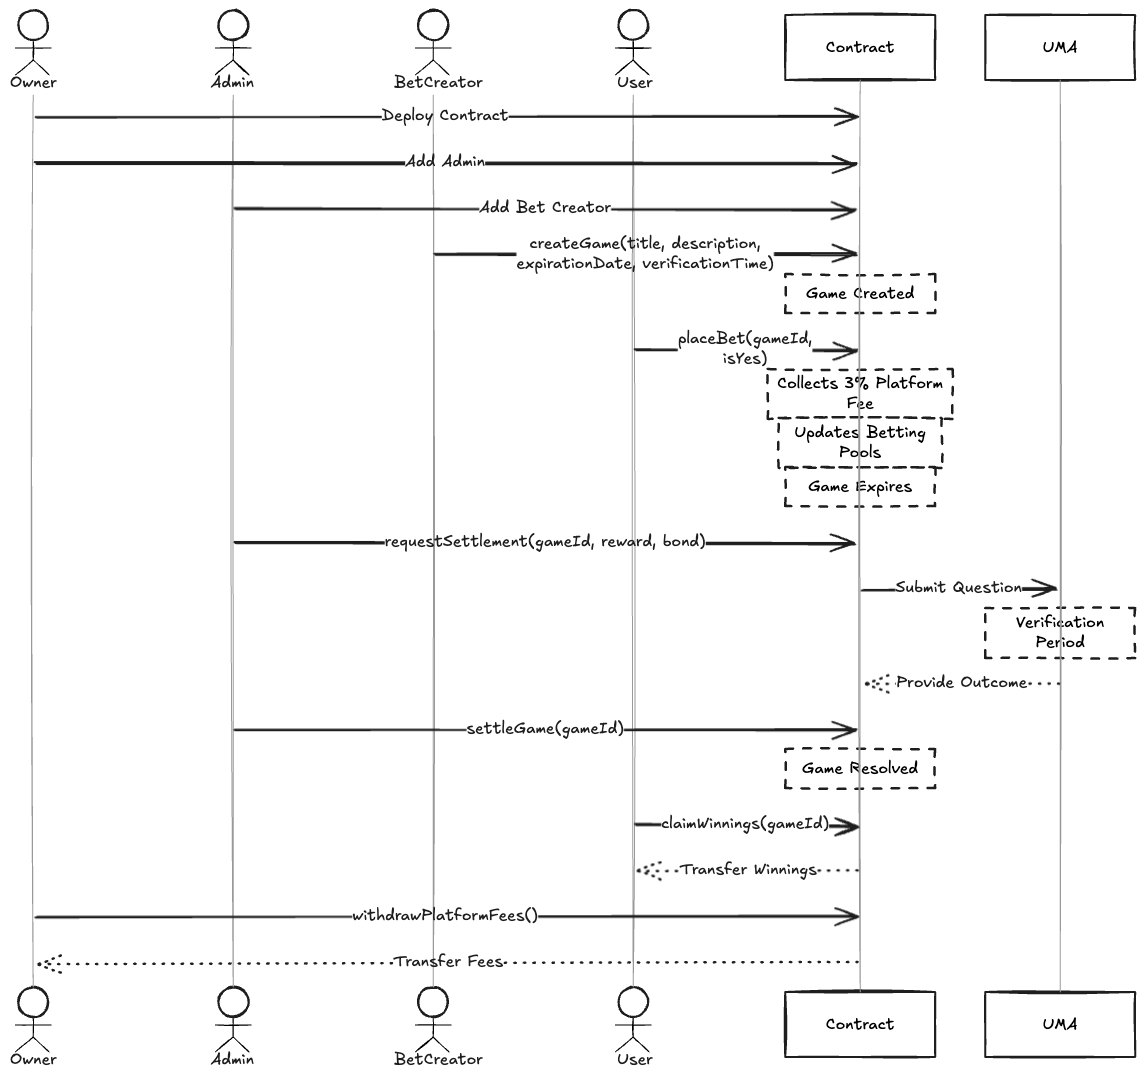 Contract
UMA
Owner
Admin
BetCreator
User
Deploy Contract
Add Admin
Add Bet Creator
createGame(title, description,
expirationDate, verificationTime)
Game Created
placeBet(gameId,
isYes)
Collects 3% Platform
Fee
Updates Betting
Pools
Game Expires
requestSettlement(gameId, reward, bond)
Submit Question
Verification
Period
Provide Outcome
settleGame(gameId)
Game Resolved
claimWinnings(gameId)
Transfer Winnings
withdrawPlatformFees()
Transfer Fees
Contract
UMA
Owner
Admin
BetCreator
User